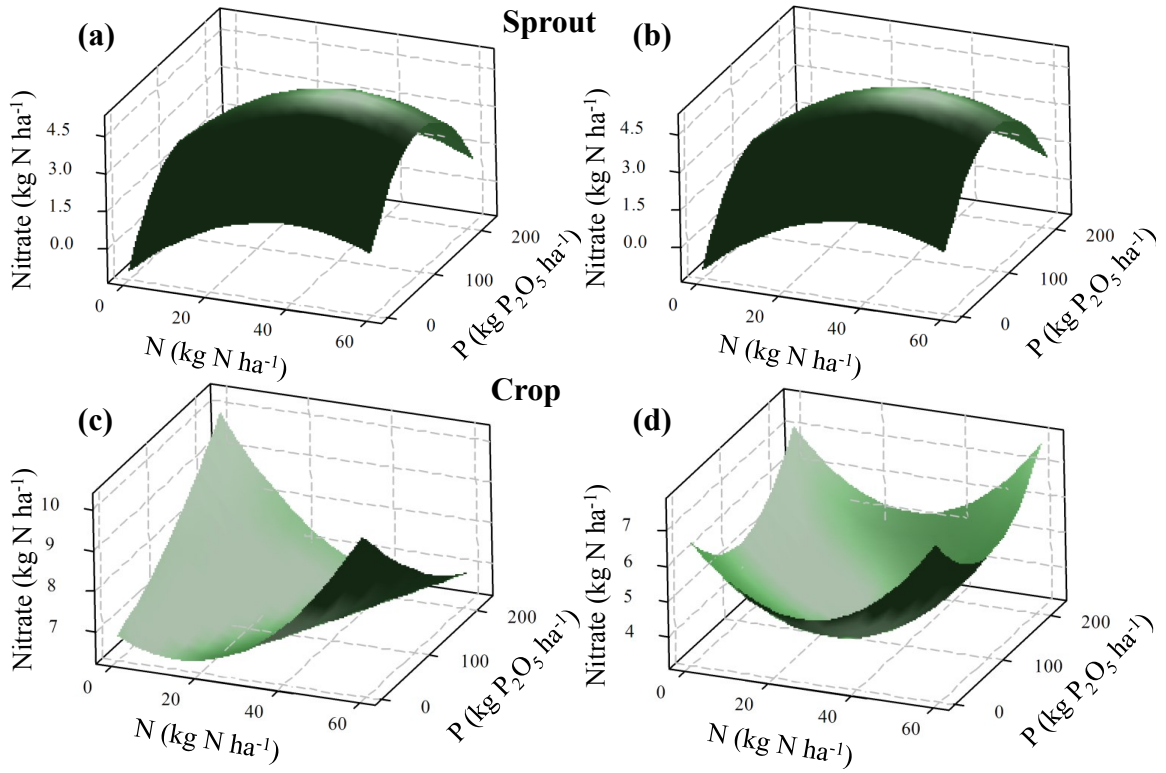 Sprout
(a)
Nitrate (kg N ha⁻¹)
4.5
3.0
1.5
0.0
0
20
40
60
N (kg N ha⁻¹)
0
100
200
P (kg P₂O₅ ha⁻¹)
(b)
Nitrate (kg N ha⁻¹)
4.5
3.0
1.5
0.0
0
20
40
60
N (kg N ha⁻¹)
0
100
200
P (kg P₂O₅ ha⁻¹)
Crop
(c)
Nitrate (kg N ha⁻¹)
10
9
8
7
0
20
40
60
N (kg N ha⁻¹)
0
100
200
P (kg P₂O₅ ha⁻¹)
(d)
Nitrate (kg N ha⁻¹)
7
6
5
4
0
20
40
60
N (kg N ha⁻¹)
0
100
200
P (kg P₂O₅ ha⁻¹)